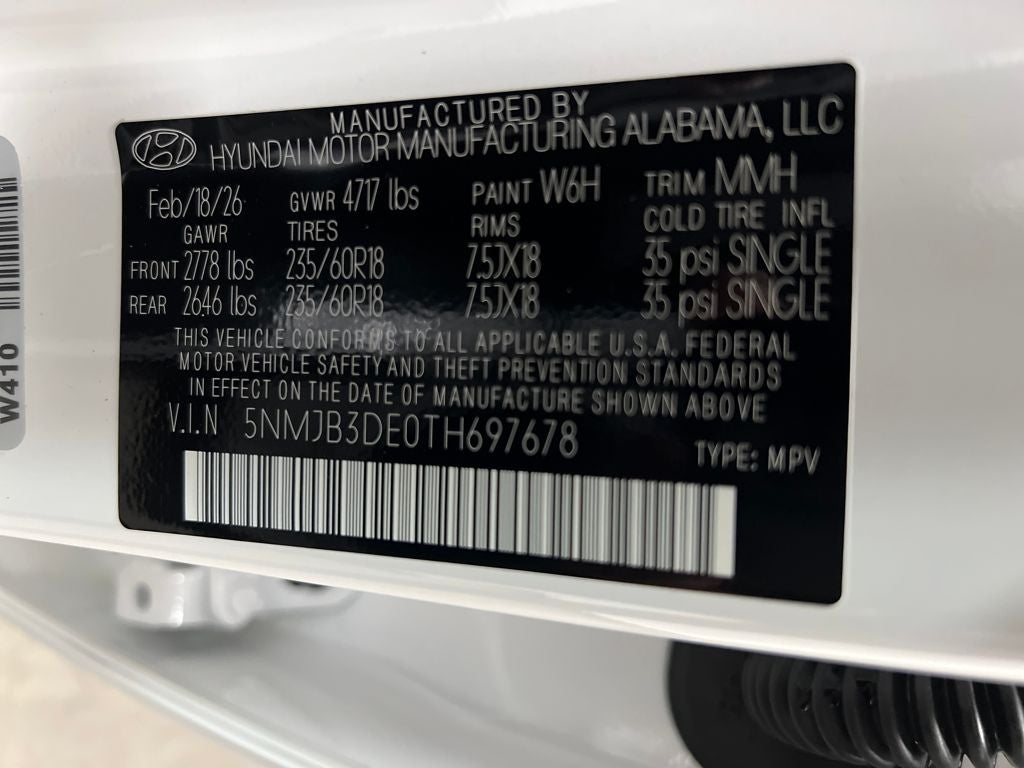 MANUFACTURED BY
HYUNDAI MOTOR MANUFACTURING ALABAMA, LLC
Feb/18/26 GVWR 4717 lbs PAINT W6H TRIM MMH
GAWR TIRES RIMS COLD TIRE INFL
FRONT 2778 lbs 235/60R18 7.5JX18 35 psi SINGLE
REAR 2646 lbs 235/60R18 7.5JX18 35 psi SINGLE
THIS VEHICLE CONFORMS TO ALL APPLICABLE U.S.A. FEDERAL
MOTOR VEHICLE SAFETY AND THEFT PREVENTION STANDARDS
IN EFFECT ON THE DATE OF MANUFACTURE SHOWN ABOVE
V.I.N 5NMJB3DE0TH697678
TYPE: MPV
W410